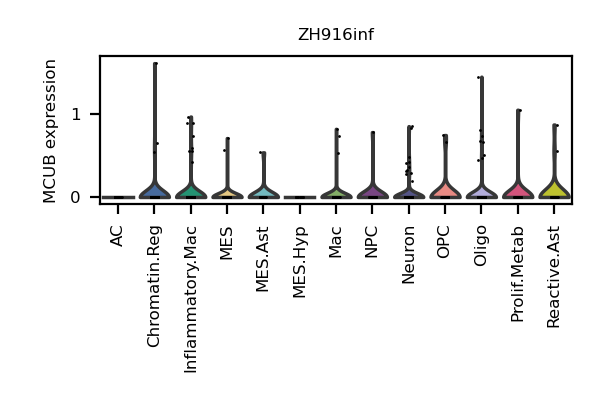 ZH916inf
MCUB expression
1
0
AC
Chromatin.Reg
Inflammatory.Mac
MES
MES.Ast
MES.Hyp
Mac
NPC
Neuron
OPC
Oligo
Prolif.Metab
Reactive.Ast